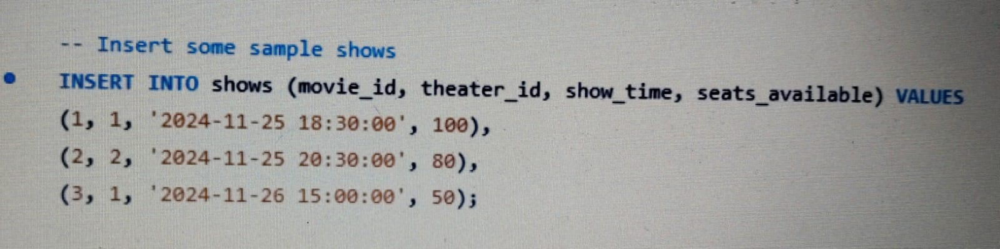 -- Insert some sample shows
INSERT INTO shows (movie_id, theater_id, show_time, seats_available) VALUES
(1, 1, '2024-11-25 18:30:00', 100),
(2, 2, '2024-11-25 20:30:00', 80),
(3, 1, '2024-11-26 15:00:00', 50);